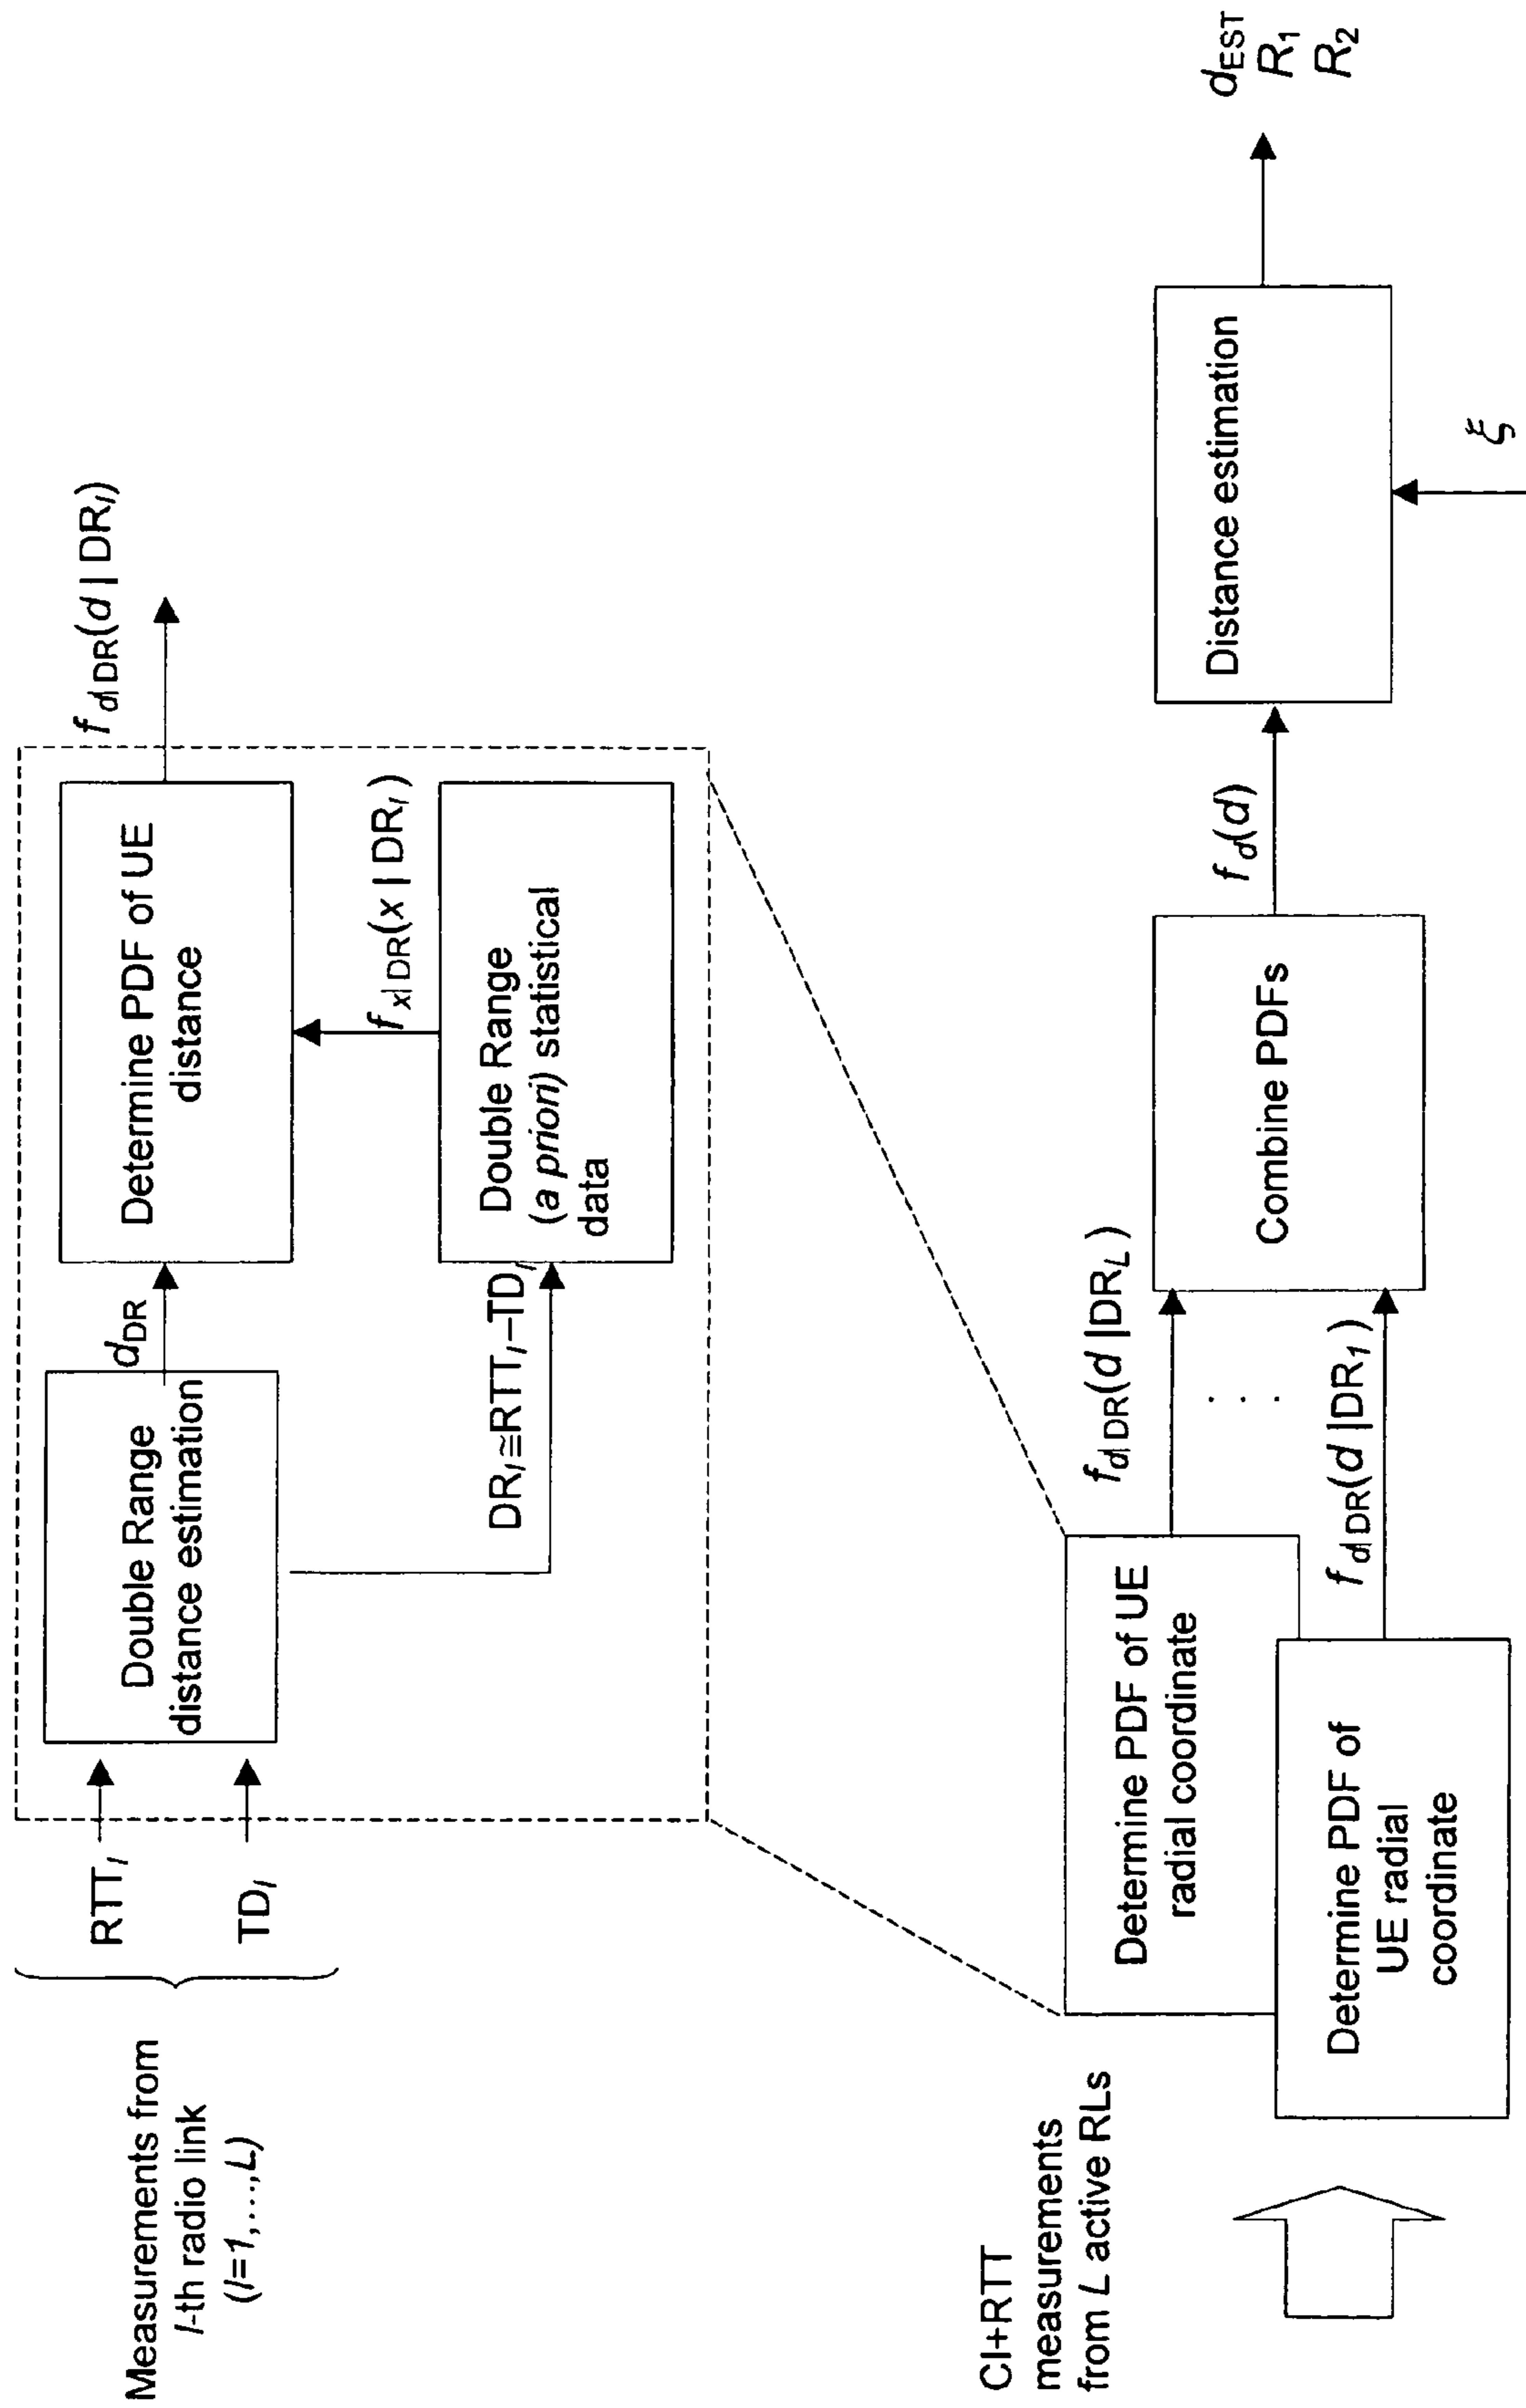 Measurements from
l-th radio link
(l=1,...,L)
RTT_l
TD_l
Double Range
distance estimation
d_DR
DR_l≅RTT_l–TD_l
Determine PDF of UE
distance
f_x|DR(x | DR_l)
Double Range
(a priori) statistical
data
f_d|DR(d | DR_l)
CI+RTT
measurements
from L active RLs
Determine PDF of UE
radial coordinate
Determine PDF of
UE radial
coordinate
f_d|DR(d |DR_L)
. . .
f_d|DR(d |DR_1)
Combine PDFs
f_d(d)
Distance estimation
ξ
d_EST
R_1
R_2